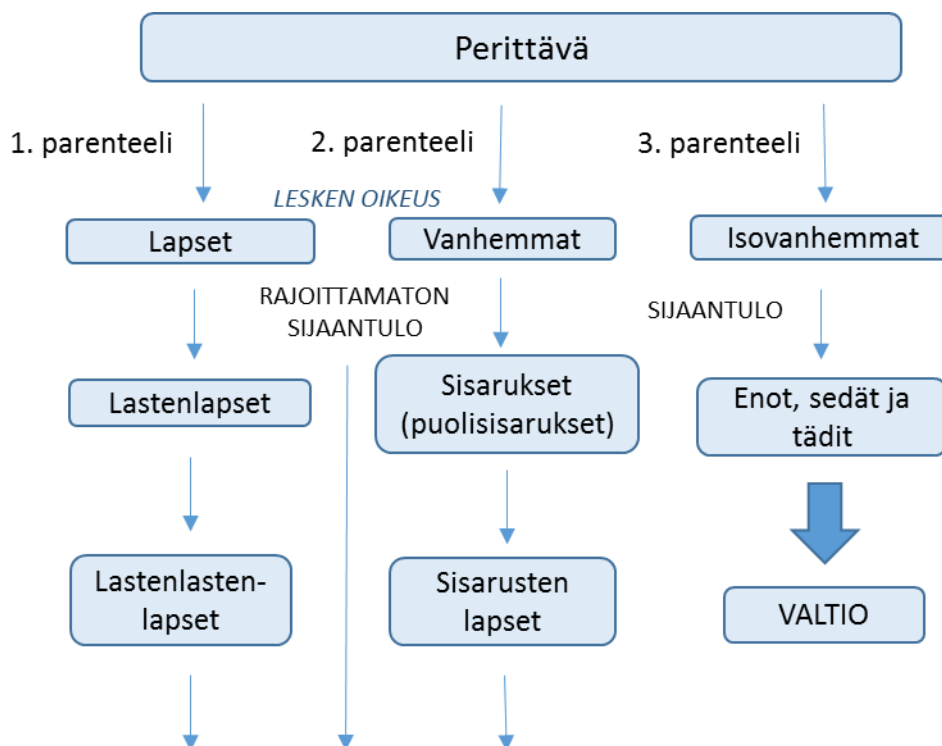 Perittävä
1. parenteeli
2. parenteeli
3. parenteeli
LESKEN OIKEUS
Lapset
Vanhemmat
Isovanhemmat
RAJOITTAMATON
SIJAANTULO
SIJAANTULO
Lastenlapset
Sisarukset
(puolisisarukset)
Enot, sedät ja
tädit
Lastenlasten-
lapset
Sisarusten
lapset
VALTIO